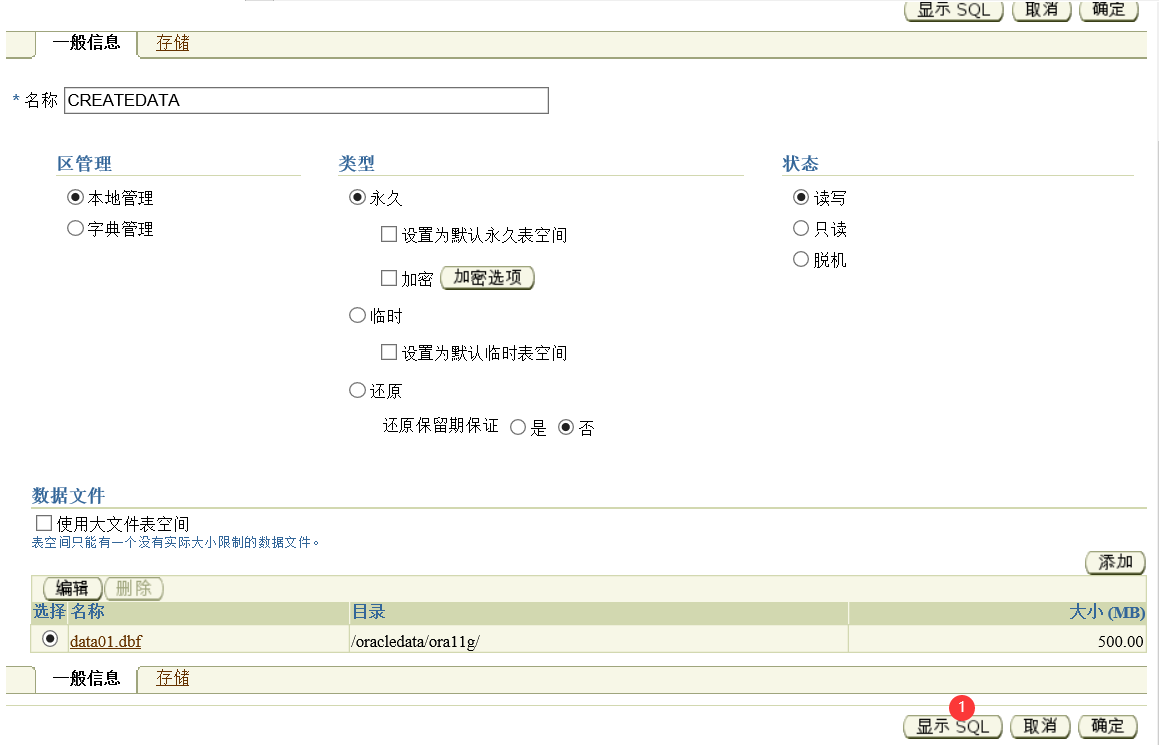 显示 SQL 取消 确定
一般信息 存储
* 名称 CREATEDATA
区管理 类型 状态
本地管理 永久 读写
字典管理 只读
设置为默认永久表空间
脱机
加密 加密选项
临时
设置为默认临时表空间
还原
还原保留期保证 是 否
数据文件
使用大文件表空间
表空间只能有一个没有实际大小限制的数据文件。
添加
编辑 删除
选择 名称 目录 大小 (MB)
data01.dbf /oracledata/ora11g/ 500.00
一般信息 存储
1
显示 SQL 取消 确定